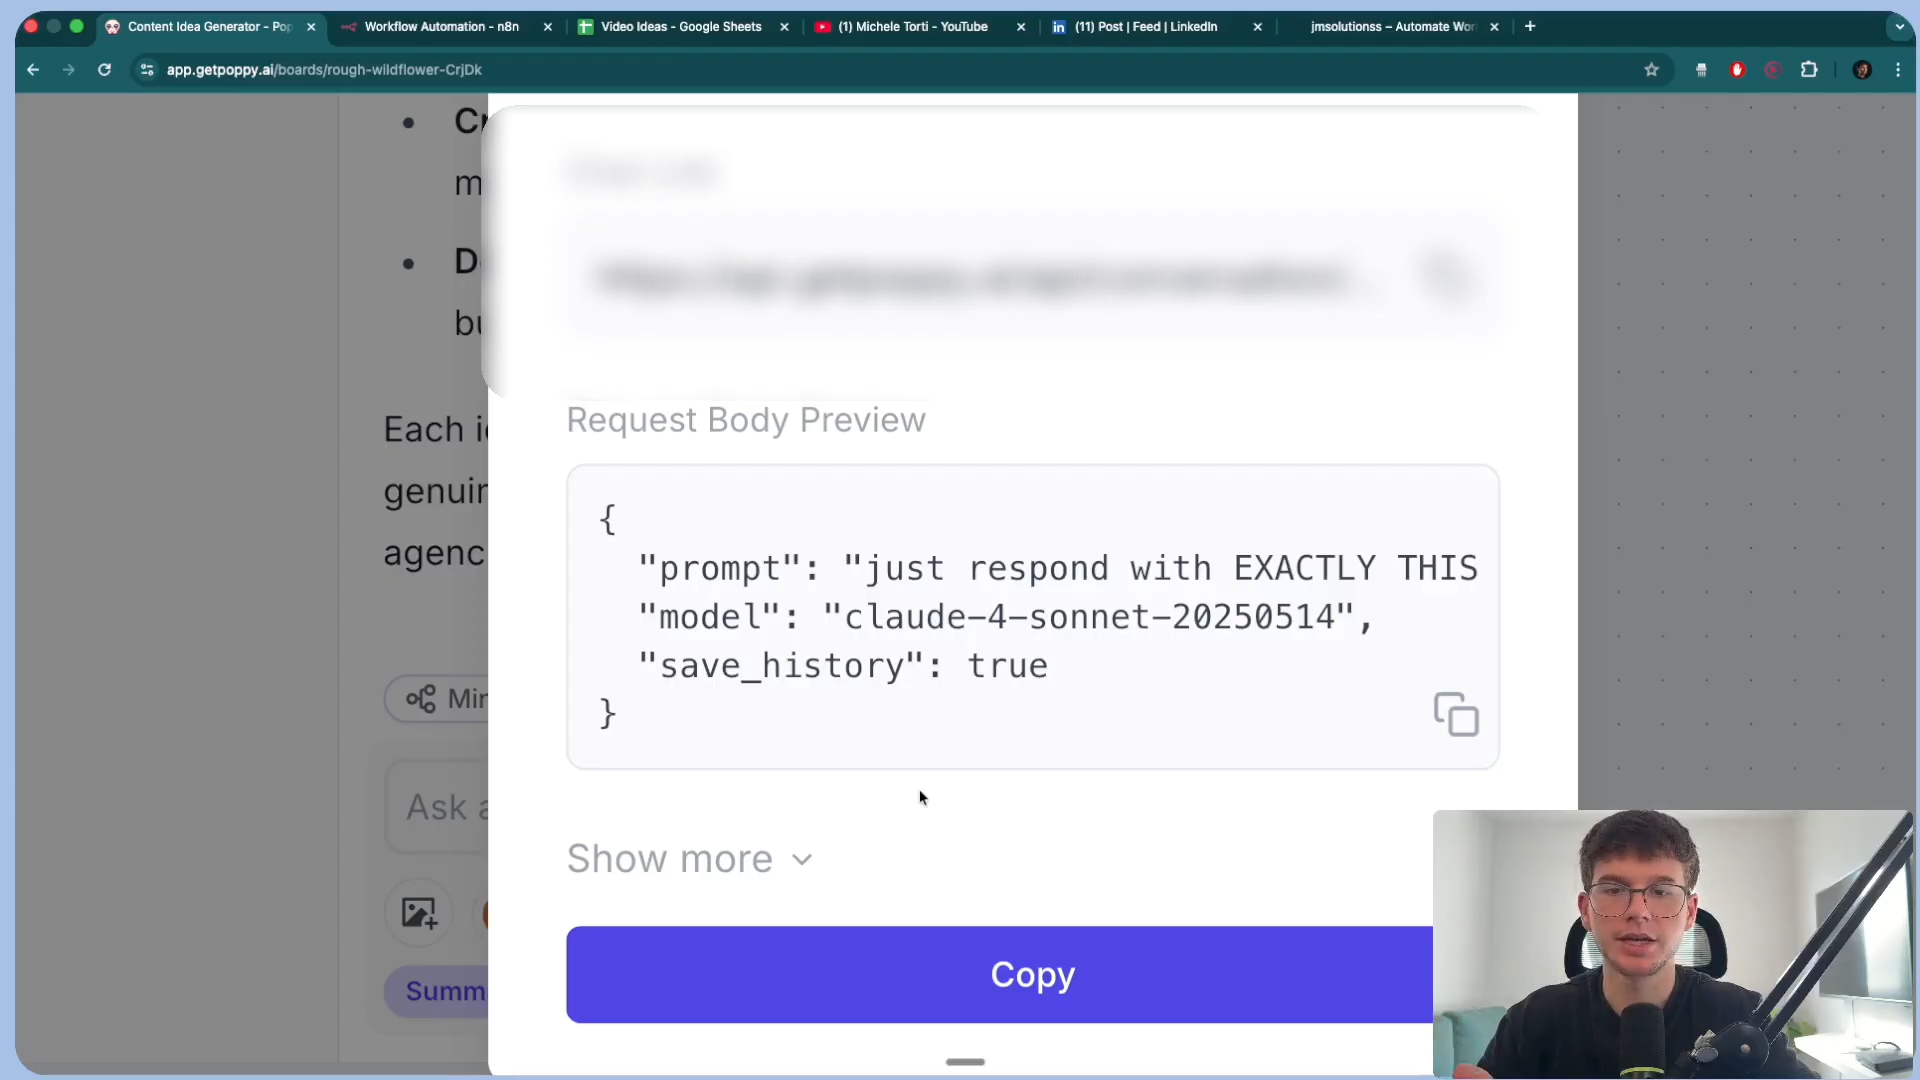 Content Idea Generator - Pop
Workflow Automation - n8n
Video Ideas - Google Sheets
(1) Michele Torti - YouTube
(11) Post | Feed | LinkedIn
jmsolutionss – Automate Wor
app.getpoppy.ai/boards/rough-wildflower-CrjDk
Cr
m
D
bu
Each i
genuir
agenc
Min
Ask a
Summ
Request Body Preview
{
"prompt": "just respond with EXACTLY THIS
"model": "claude-4-sonnet-20250514",
"save_history": true
}
Show more
Copy